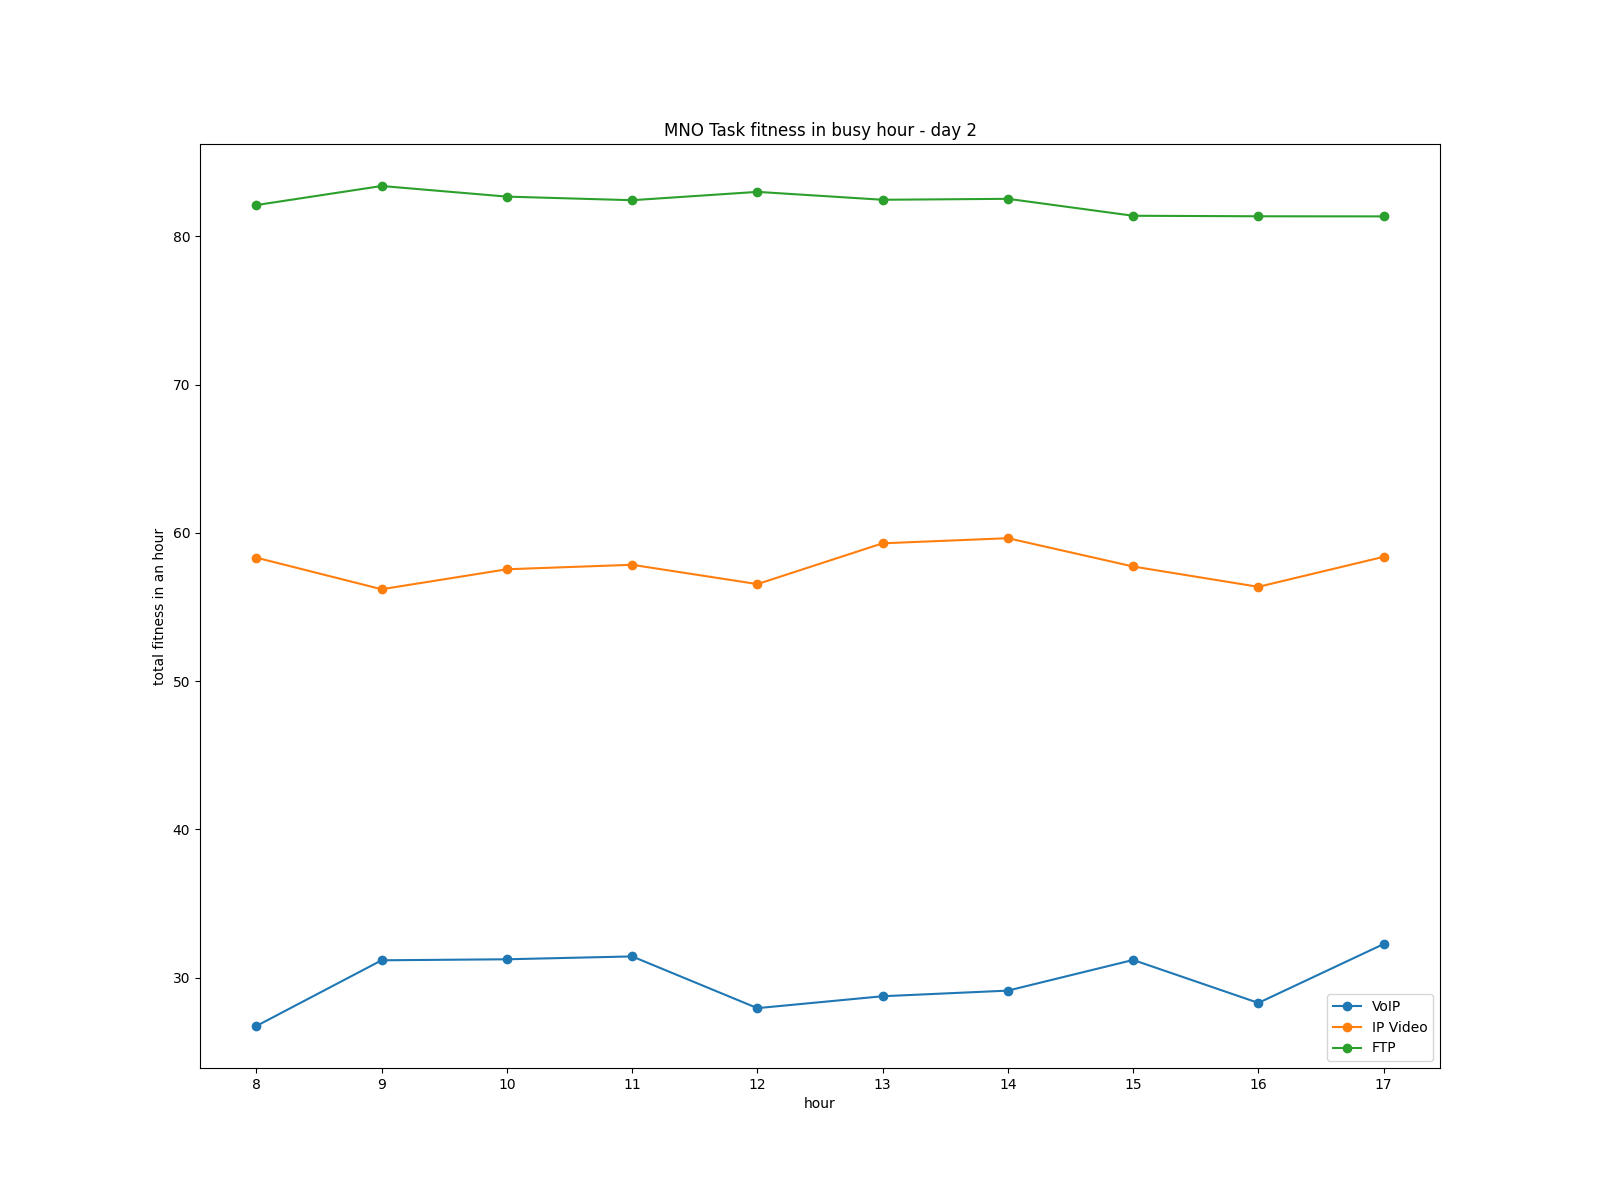 MNO Task fitness in busy hour - day 2
total fitness in an hour
80
70
60
50
40
30
8 9 10 11 12 13 14 15 16 17
hour
VoIP
IP Video
FTP